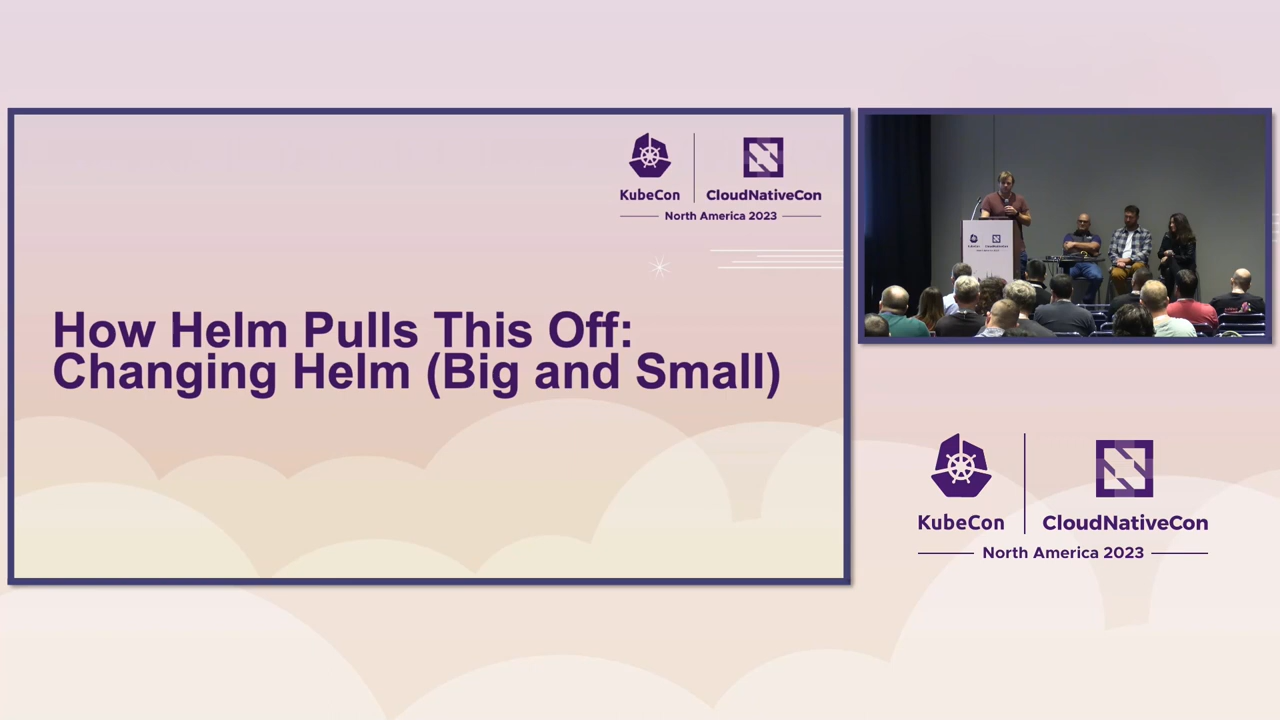 KubeCon
CloudNativeCon
North America 2023
How Helm Pulls This Off:
Changing Helm (Big and Small)
KubeCon
CloudNativeCon
North America 2023